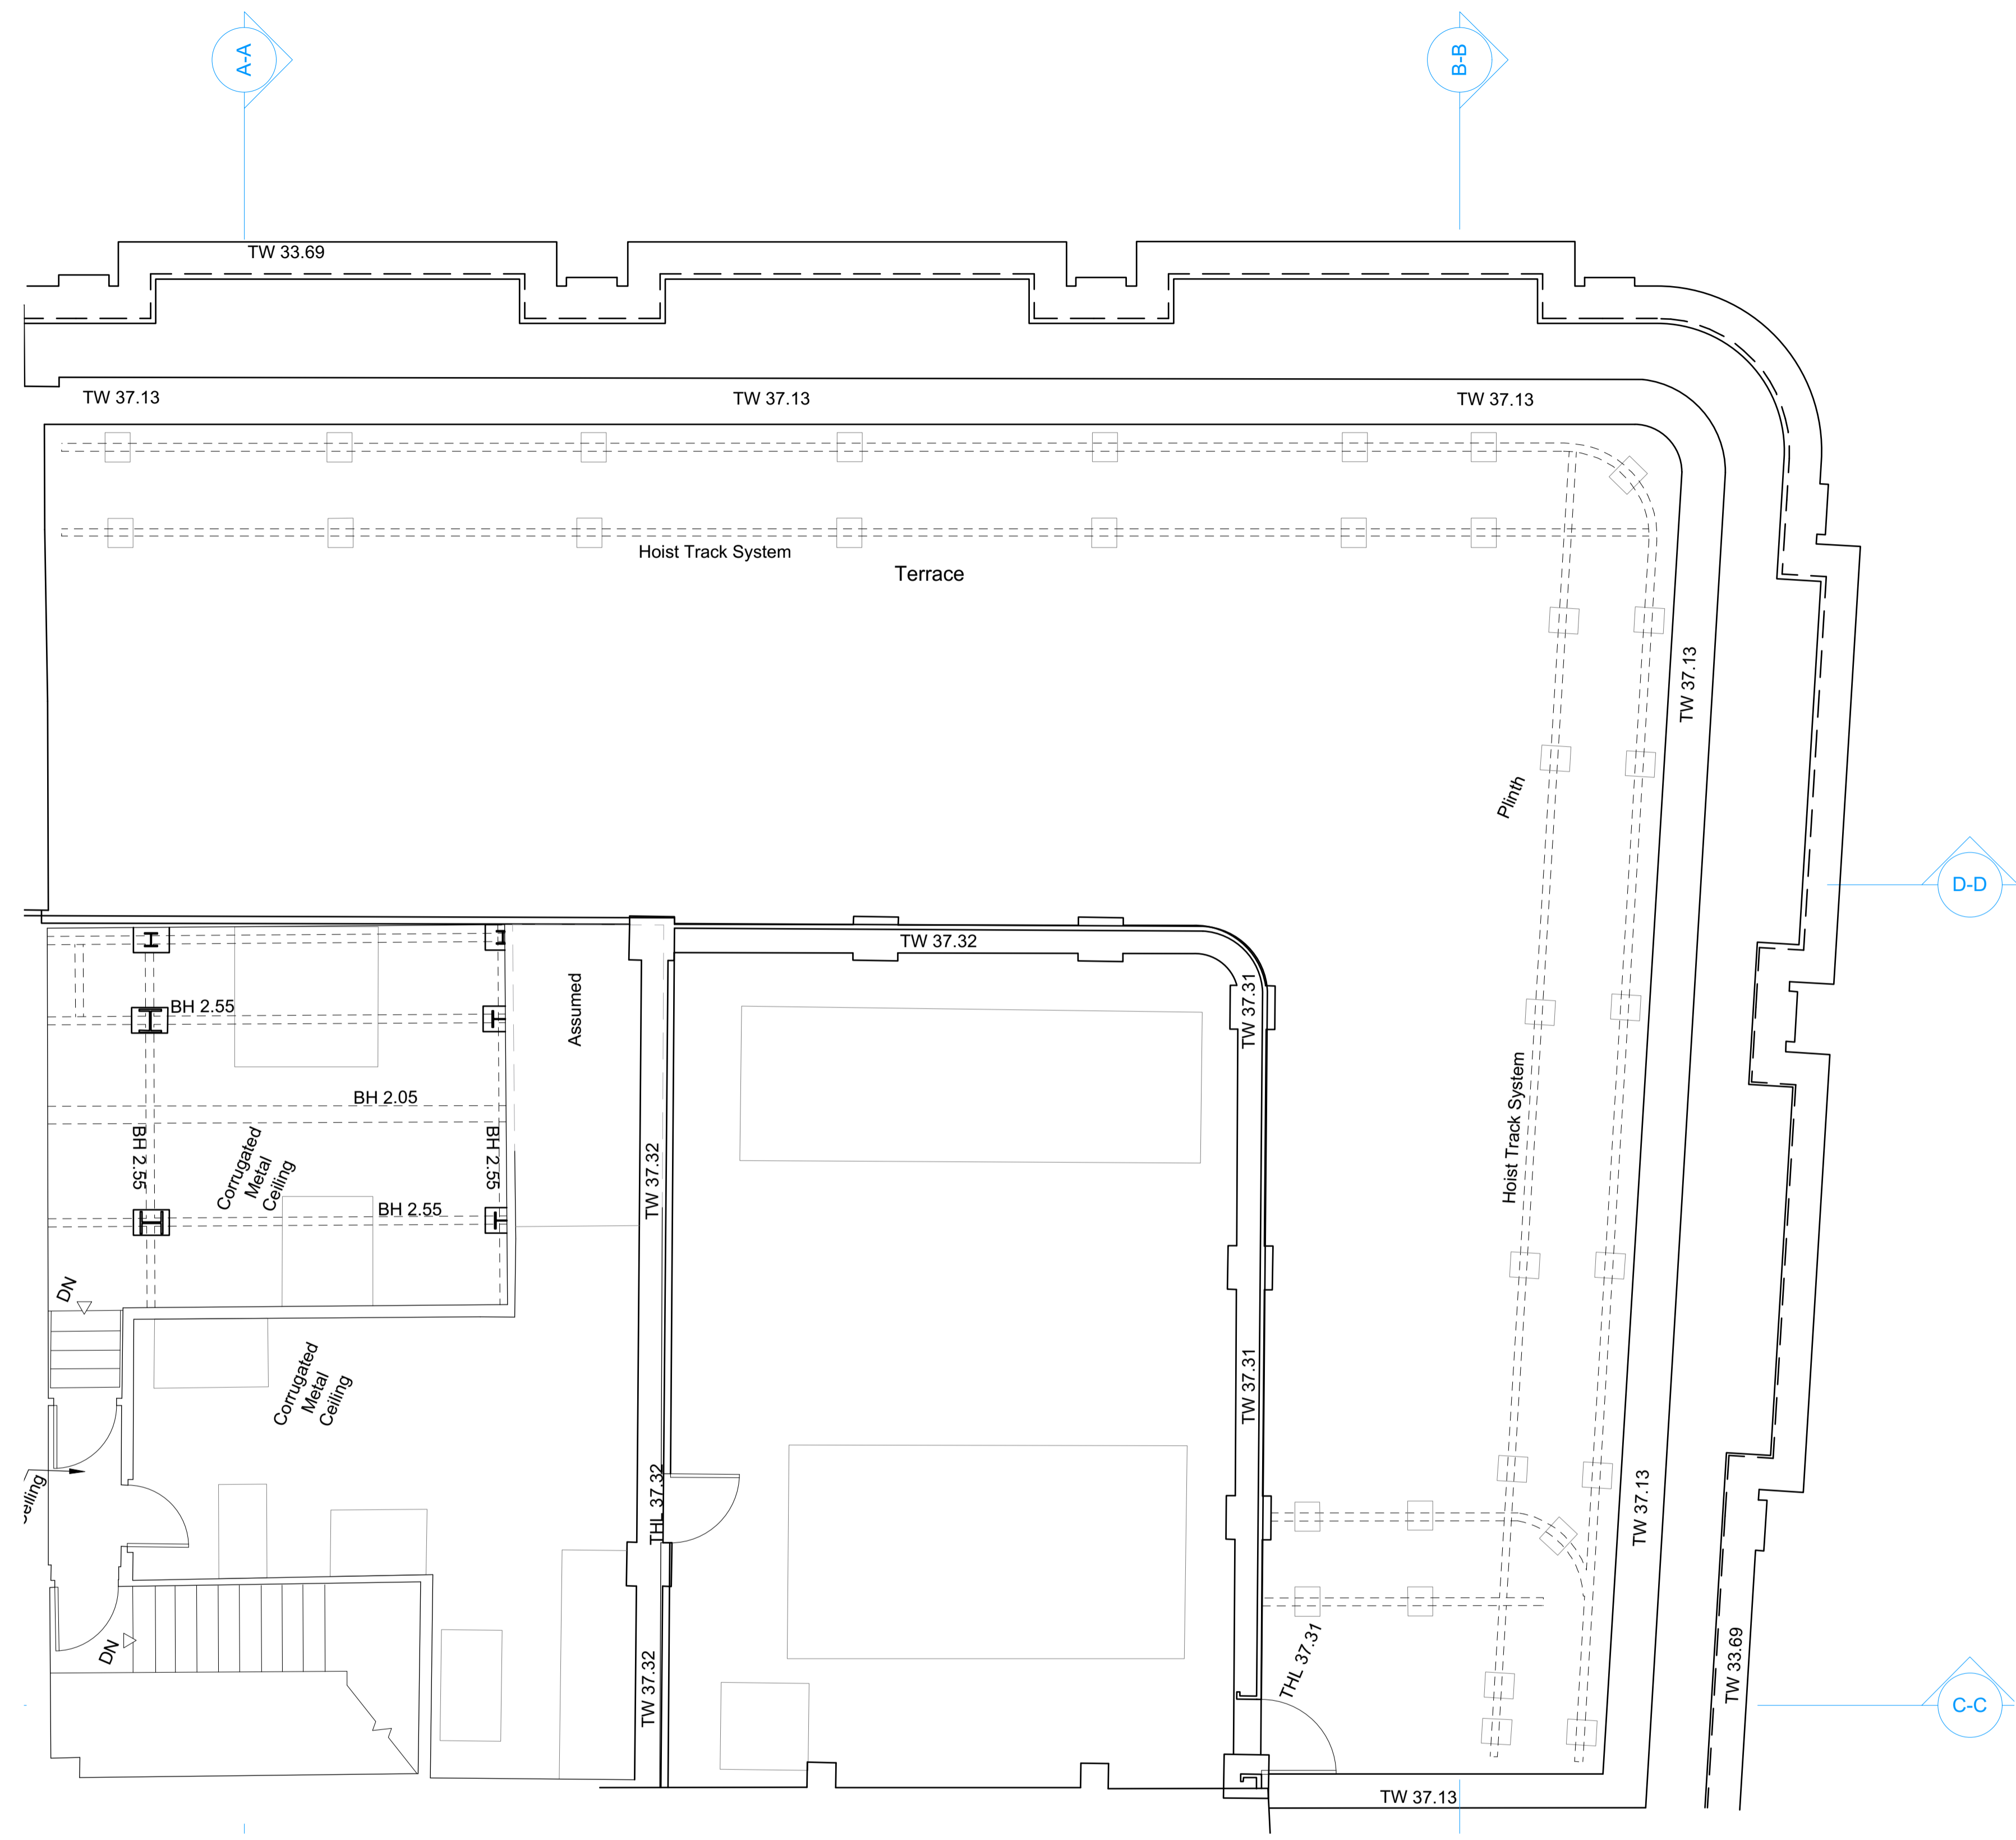 A-A
B-B
TW 33.69
TW 37.13
TW 37.13
TW 37.13
Hoist Track System
Terrace
TW 37.13
Plinth
D-D
TW 37.32
TW 37.31
Assumed
BH 2.55
BH 2.05
BH 2.55
BH 2.55
Corrugated
Metal
Ceiling
BH 2.55
TW 37.32
Hoist Track System
DN
Corrugated
Metal
Ceiling
TW 37.31
THL 37.32
TW 37.13
DN
TW 37.32
THL 37.31
TW 33.69
C-C
TW 37.13